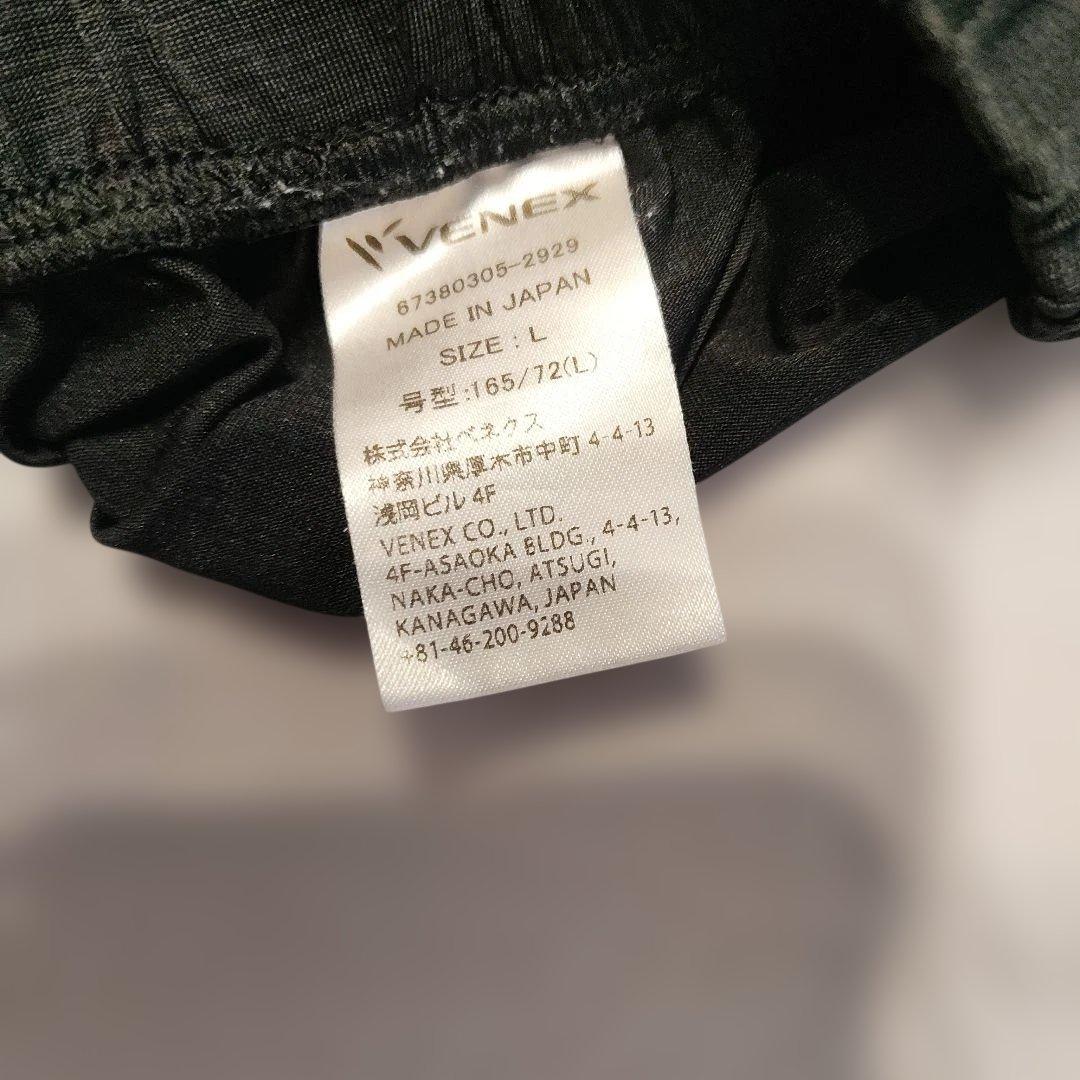 VENEX
67380305-2929
MADE IN JAPAN
SIZE : L
号型:165/72(L)
株式会社ベネクス
神奈川県厚木市中町 4-4-13
浅岡ビル 4F
VENEX CO., LTD.
4F-ASAOKA BLDG., 4-4-13,
NAKA-CHO, ATSUGI,
KANAGAWA, JAPAN
+81-46-200-9288